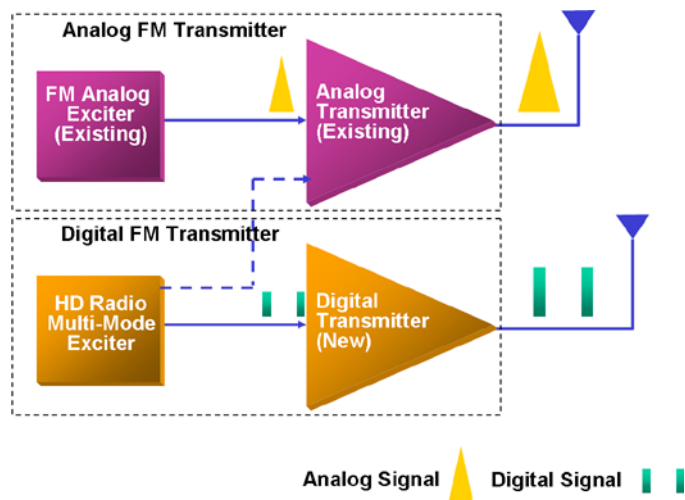 Analog FM Transmitter
FM Analog
Exciter
(Existing)
Analog
Transmitter
(Existing)
Digital FM Transmitter
HD Radio
Multi-Mode
Exciter
Digital
Transmitter
(New)
Analog Signal
Digital Signal